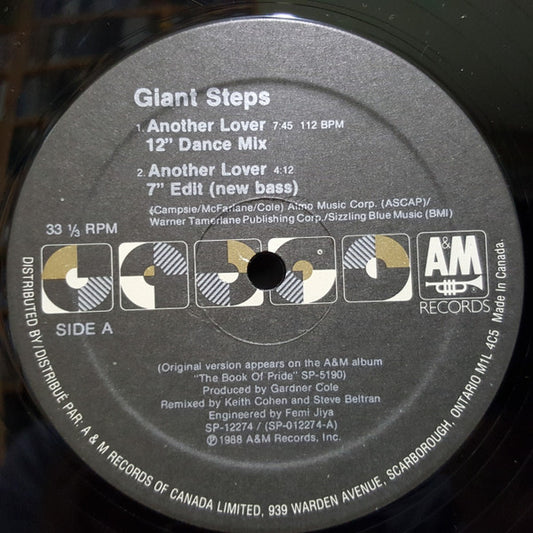 Giant Steps
1. Another Lover 7:45 112 BPM
12" Dance Mix
2. Another Lover 4:12
7" Edit (new bass)
(Campsie/McFarlane/Cole) Almo Music Corp. (ASCAP)/
Warner Tamerlane Publishing Corp./Sizzling Blue Music (BMI)
33 ⅓ RPM
A&M
RECORDS
SIDE A
(Original version appears on the A&M album
"The Book Of Pride" SP-5190)
Produced by Gardner Cole
Remixed by Keith Cohen and Steve Beltran
Engineered by Femi Jiya
SP-12274 / (SP-012274-A)
℗ 1988 A&M Records, Inc.
DISTRIBUTED BY/DISTRIBUÉ PAR: A & M RECORDS OF CANADA LIMITED, 939 WARDEN AVENUE, SCARBOROUGH, ONTARIO M1L 4C5 Made In Canada.